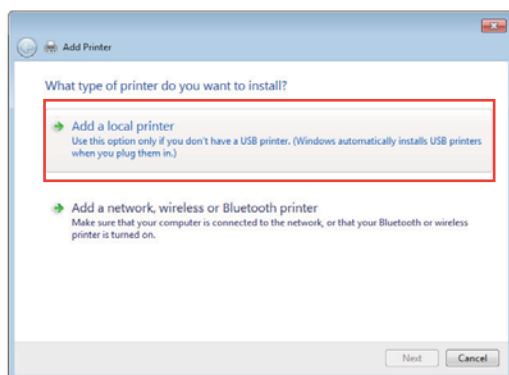 Add Printer
What type of printer do you want to install?
Add a local printer
Use this option only if you don't have a USB printer. (Windows automatically installs USB printers
when you plug them in.)
Add a network, wireless or Bluetooth printer
Make sure that your computer is connected to the network, or that your Bluetooth or wireless
printer is turned on.
Next
Cancel